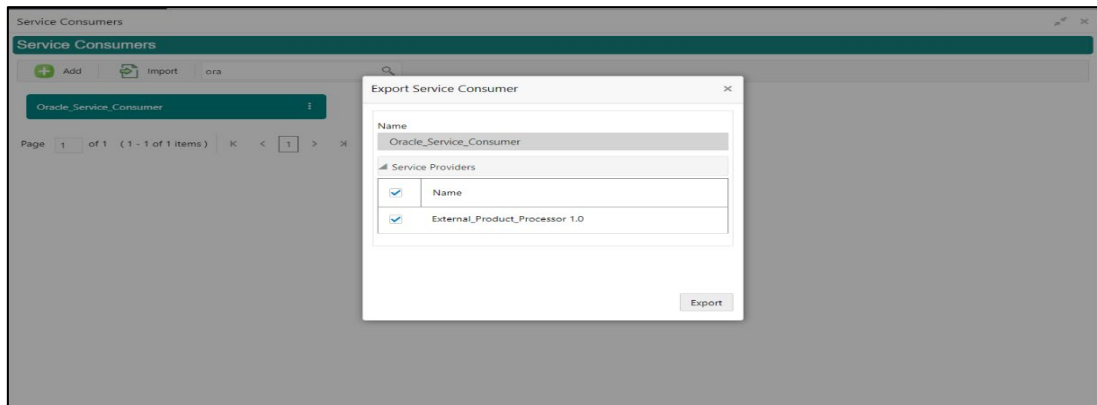 Service Consumers
Service Consumers
Add Import ora
Oracle_Service_Consumer
Page 1 of 1 (1 - 1 of 1 items) K < 1 > Ʞ
Export Service Consumer ×
Name
Oracle_Service_Consumer
Service Providers
Name
External_Product_Processor 1.0
Export